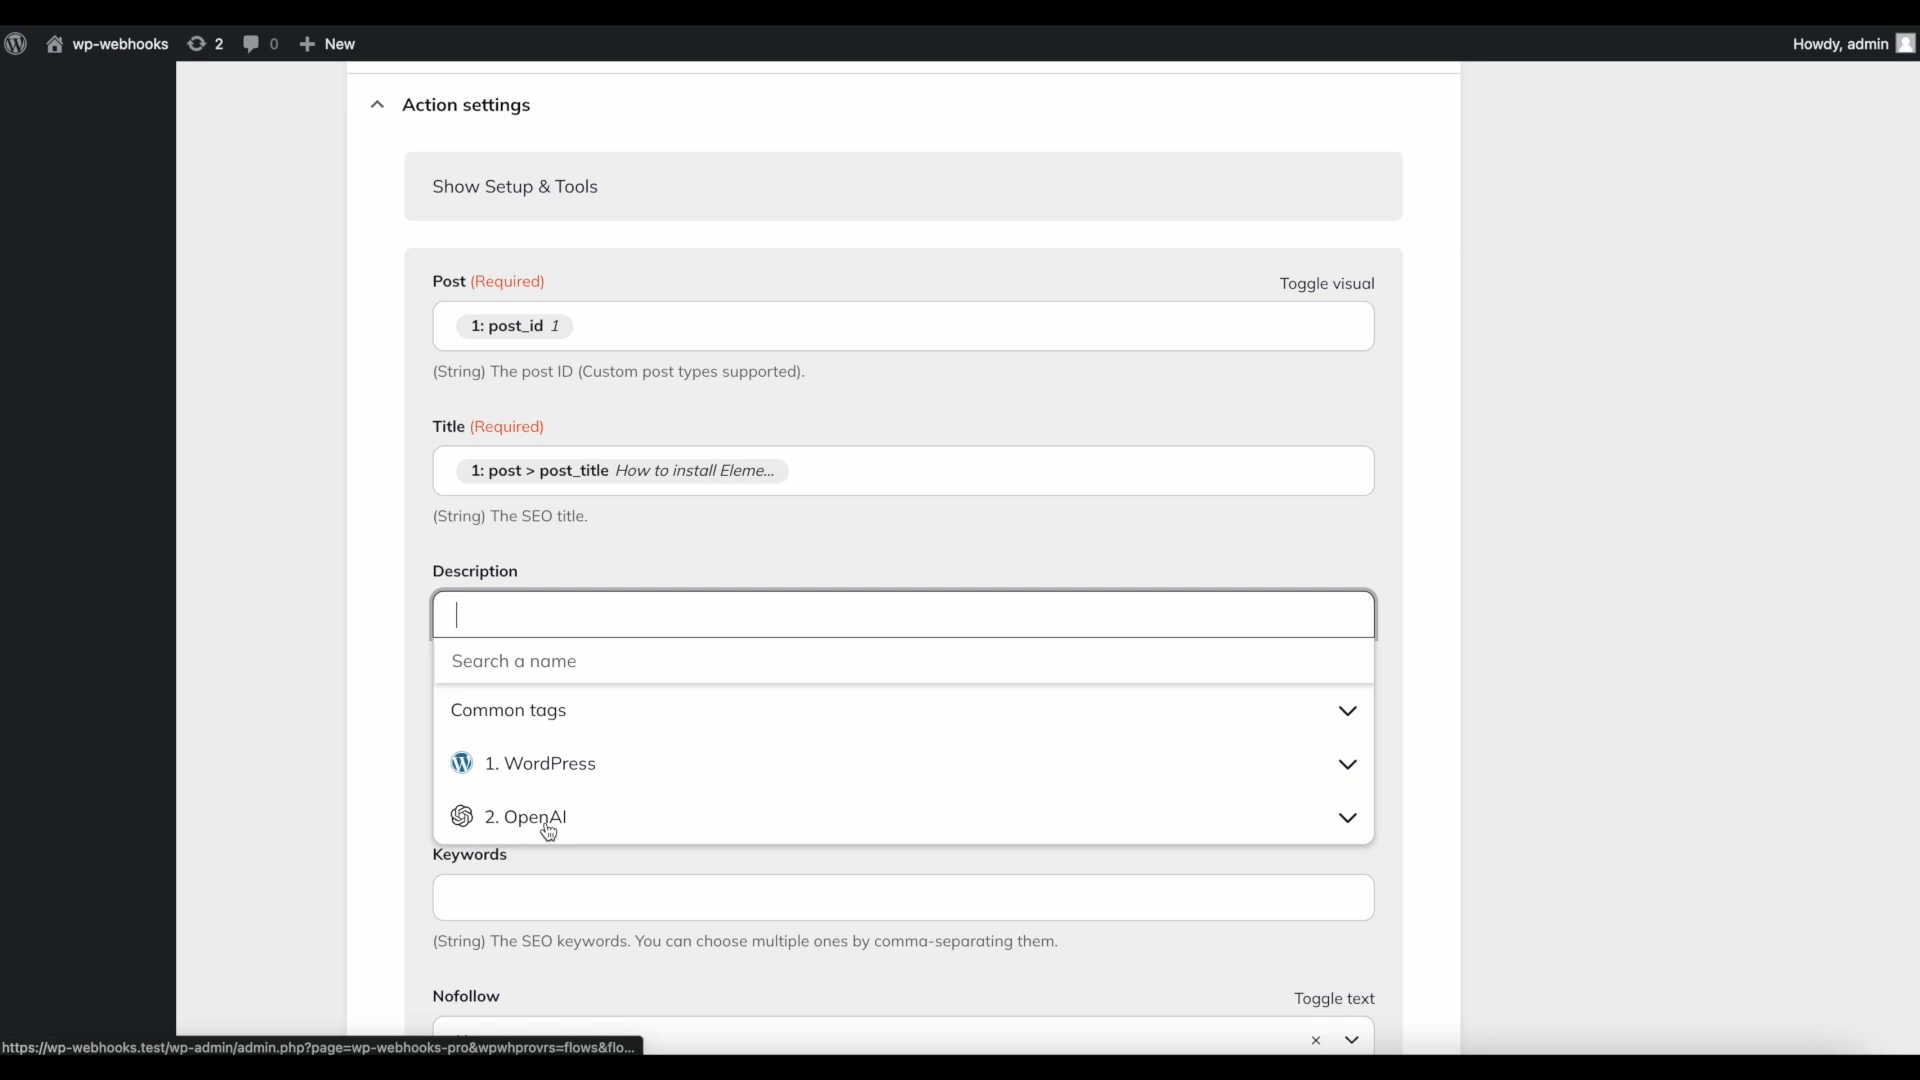 wp-webhooks 2 0 New Howdy, admin
Action settings
Show Setup & Tools
Post (Required) Toggle visual
1: post_id 1
(String) The post ID (Custom post types supported).
Title (Required)
1: post > post_title How to install Eleme...
(String) The SEO title.
Description
Search a name
Common tags
1. WordPress
2. OpenAI
Keywords
(String) The SEO keywords. You can choose multiple ones by comma-separating them.
Nofollow Toggle text
https://wp-webhooks.test/wp-admin/admin.php?page=wp-webhooks-pro&wpwhprovrs=flows&flo...